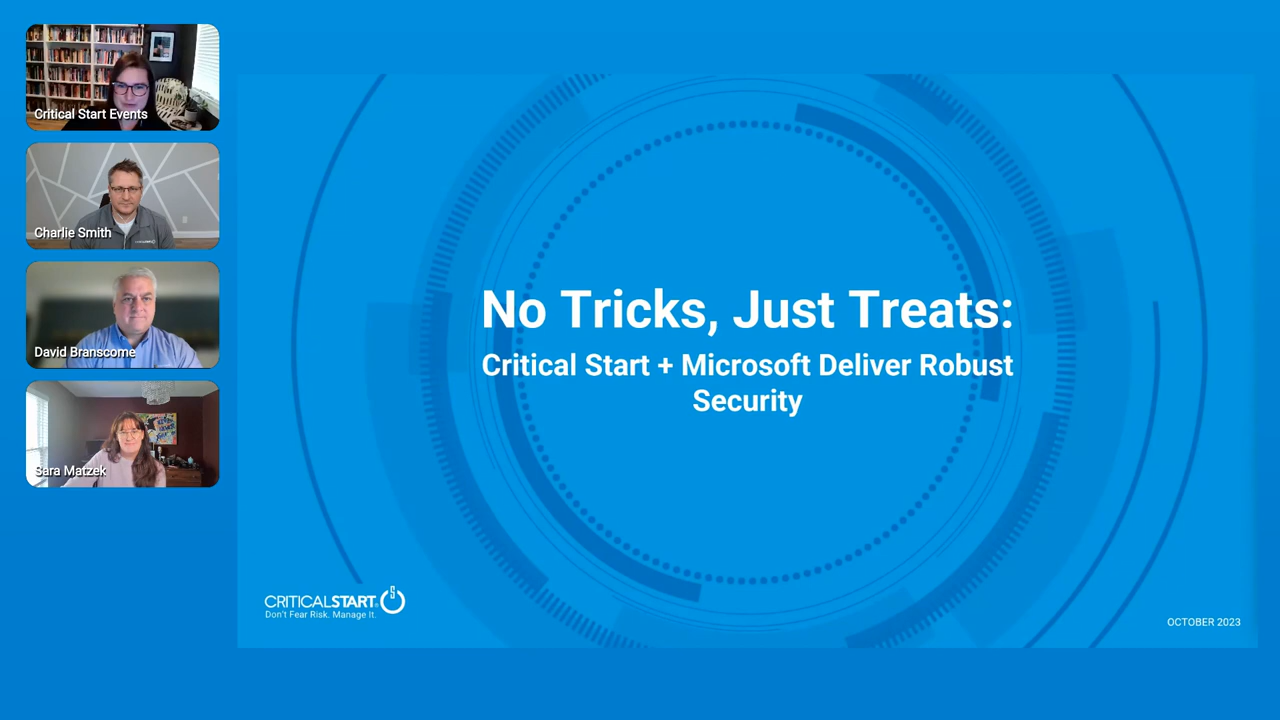 Critical Start Events
Charlie Smith
David Branscome
Sara Matzek
No Tricks, Just Treats:
Critical Start + Microsoft Deliver Robust
Security
CRITICALSTART®
Don't Fear Risk. Manage It.
OCTOBER 2023